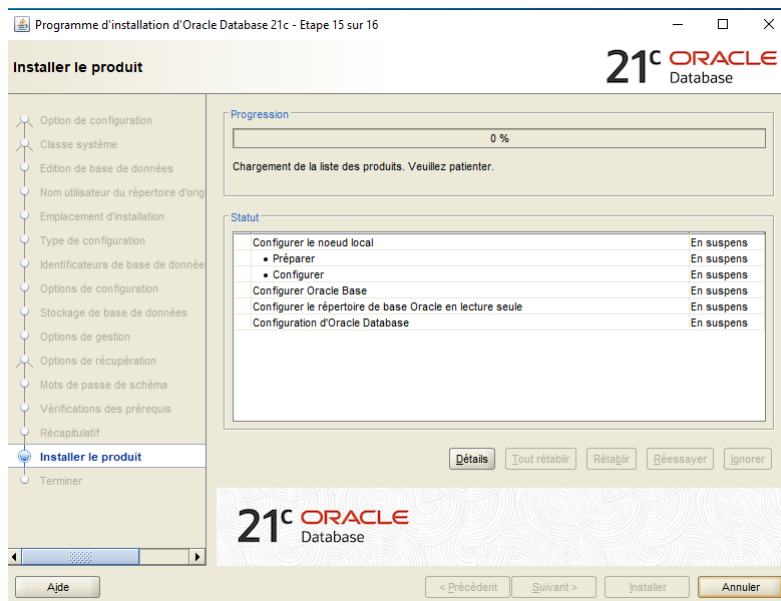 Programme d'installation d'Oracle Database 21c - Etape 15 sur 16
Installer le produit
21c ORACLE
Database
Option de configuration
Classe système
Edition de base de données
Nom utilisateur du répertoire d'orig
Emplacement d'installation
Type de configuration
Identificateurs de base de donnée
Options de configuration
Stockage de base de données
Options de gestion
Options de récupération
Mots de passe de schéma
Vérifications des prérequis
Récapitulatif
Installer le produit
Terminer
Progression
0 %
Chargement de la liste des produits. Veuillez patienter.
Statut
Configurer le noeud local En suspens
• Préparer En suspens
• Configurer En suspens
Configurer Oracle Base En suspens
Configurer le répertoire de base Oracle en lecture seule En suspens
Configuration d'Oracle Database En suspens
Détails Tout rétablir Rétablir Réessayer Ignorer
21c ORACLE
Database
Aide < Précédent Suivant > Installer Annuler